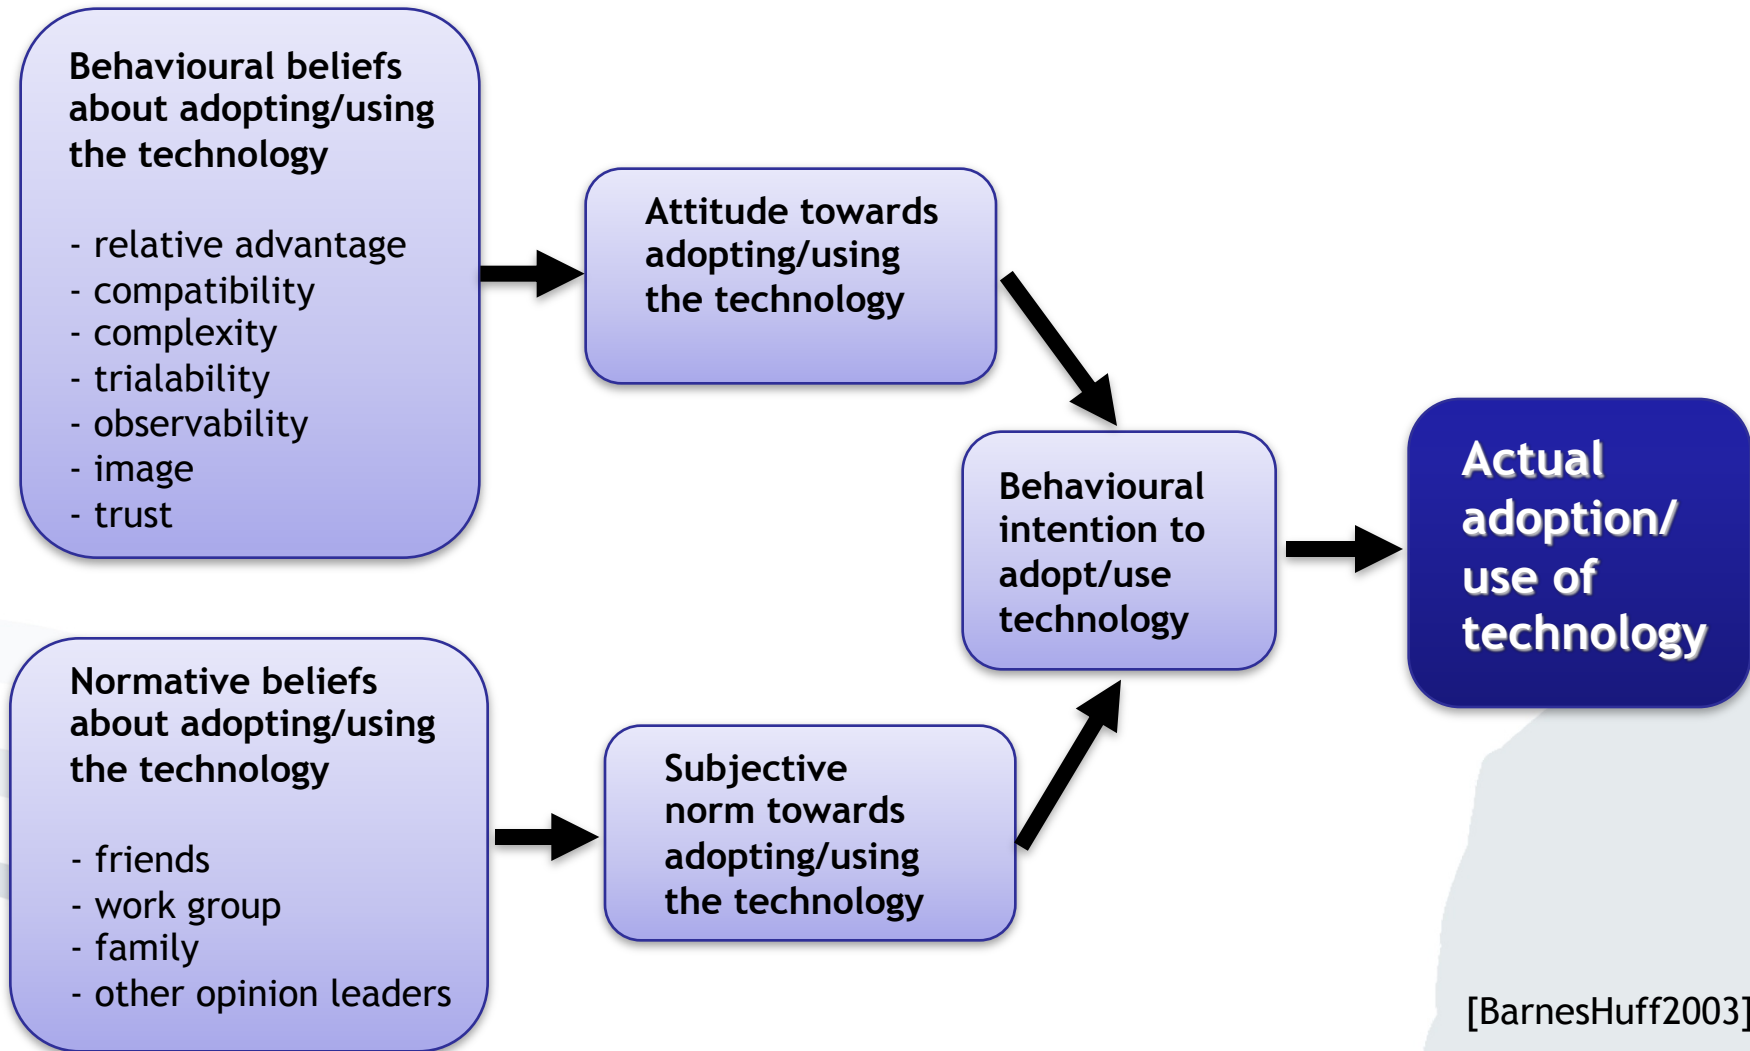 Behavioural beliefs
about adopting/using
the technology
- relative advantage
- compatibility
- complexity
- trialability
- observability
- image
- trust
Attitude towards
adopting/using
the technology
Normative beliefs
about adopting/using
the technology
- friends
- work group
- family
- other opinion leaders
Subjective
norm towards
adopting/using
the technology
Behavioural
intention to
adopt/use
technology
Actual
adoption/
use of
technology
[BarnesHuff2003]